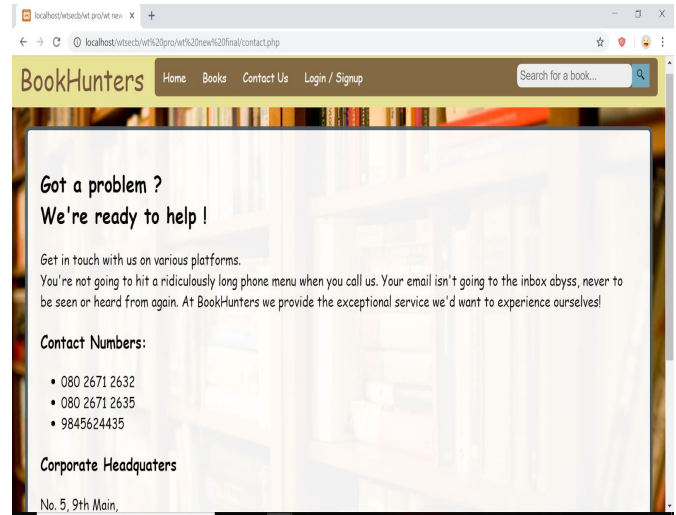 localhost/wtsecb/wt pro/wt new
localhost/wtsecb/wt%20pro/wt%20new%20final/contact.php
BookHunters
Home Books Contact Us Login / Signup
Search for a book...
Got a problem ?
We're ready to help !
Get in touch with us on various platforms.
You're not going to hit a ridiculously long phone menu when you call us. Your email isn't going to the inbox abyss, never to
be seen or heard from again. At BookHunters we provide the exceptional service we'd want to experience ourselves!
Contact Numbers:
• 080 2671 2632
• 080 2671 2635
• 9845624435
Corporate Headquaters
No. 5, 9th Main,